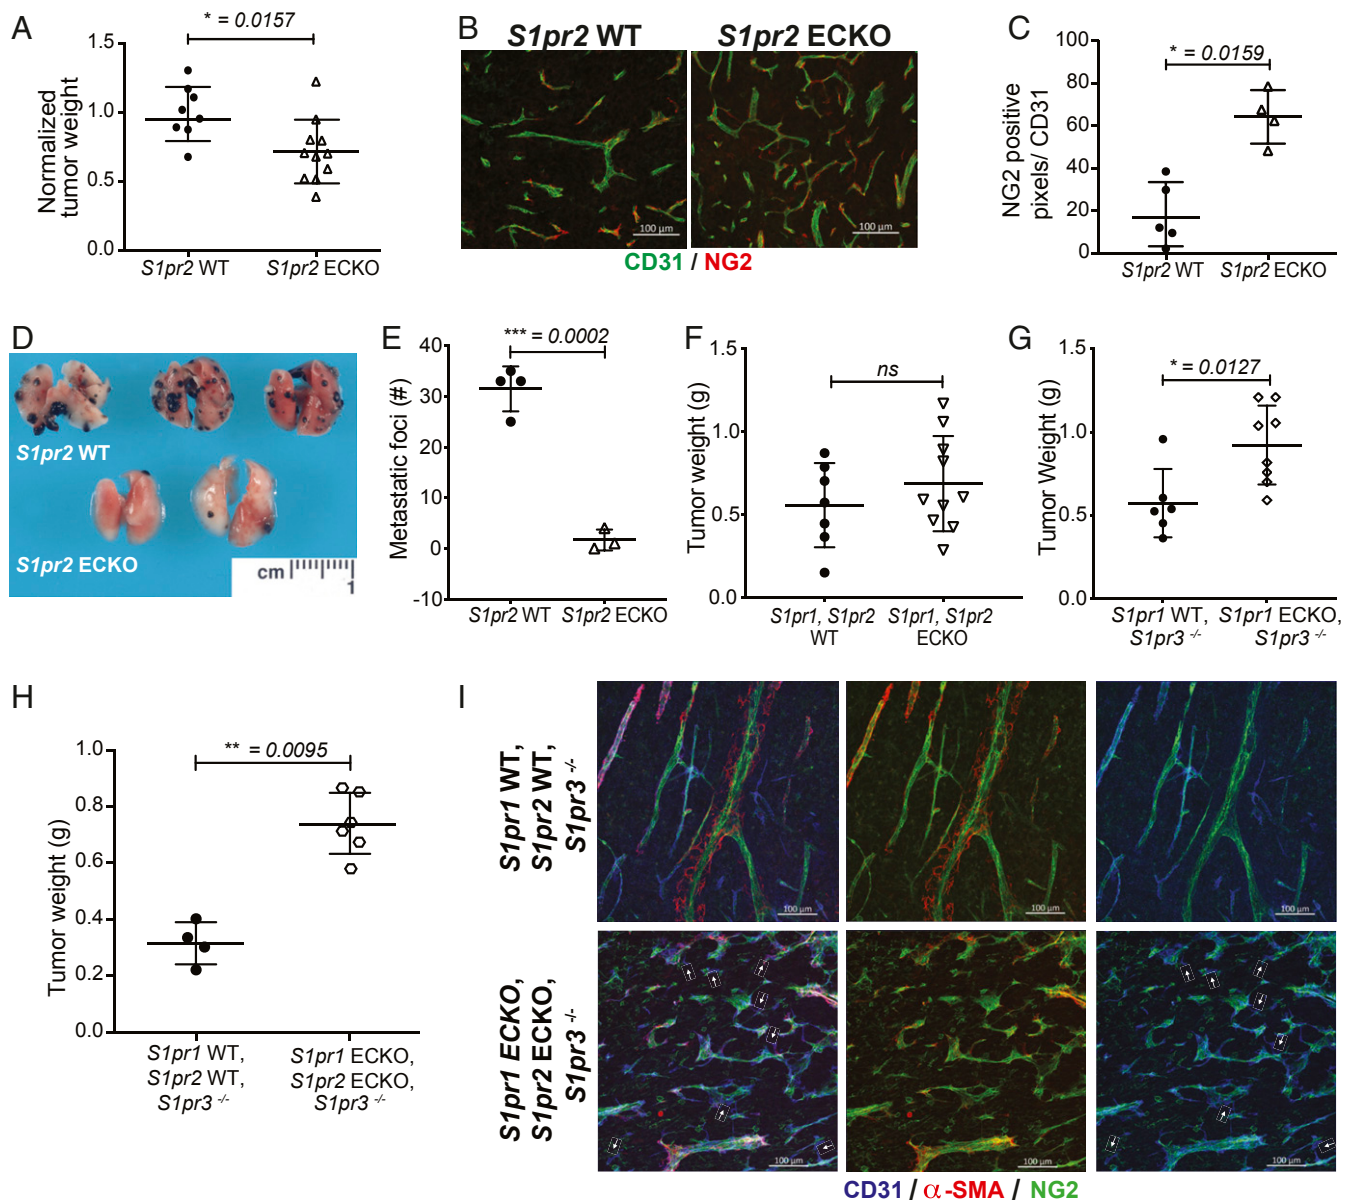 A
* = 0.0157
1.5
1.0
0.5
0.0
Normalized
tumor weight
S1pr2 WT
S1pr2 ECKO
B
S1pr2 WT
S1pr2 ECKO
100 µm
100 µm
CD31 / NG2
C
* = 0.0159
100
80
60
40
20
0
NG2 positive
pixels/ CD31
S1pr2 WT
S1pr2 ECKO
D
S1pr2 WT
S1pr2 ECKO
cm
1
E
*** = 0.0002
40
30
20
10
0
-10
Metastatic foci (#)
S1pr2 WT
S1pr2 ECKO
F
ns
1.5
1.0
0.5
0.0
Tumor weight (g)
S1pr1, S1pr2
WT
S1pr1, S1pr2
ECKO
G
* = 0.0127
1.5
1.0
0.5
0.0
Tumor Weight (g)
S1pr1 WT,
S1pr3 -/-
S1pr1 ECKO,
S1pr3 -/-
H
** = 0.0095
1.0
0.8
0.6
0.4
0.2
0.0
Tumor weight (g)
S1pr1 WT,
S1pr2 WT,
S1pr3 -/-
S1pr1 ECKO,
S1pr2 ECKO,
S1pr3 -/-
I
S1pr1 WT,
S1pr2 WT,
S1pr3 -/-
100 µm
100 µm
100 µm
S1pr1 ECKO,
S1pr2 ECKO,
S1pr3 -/-
100 µm
100 µm
100 µm
CD31 / α-SMA / NG2